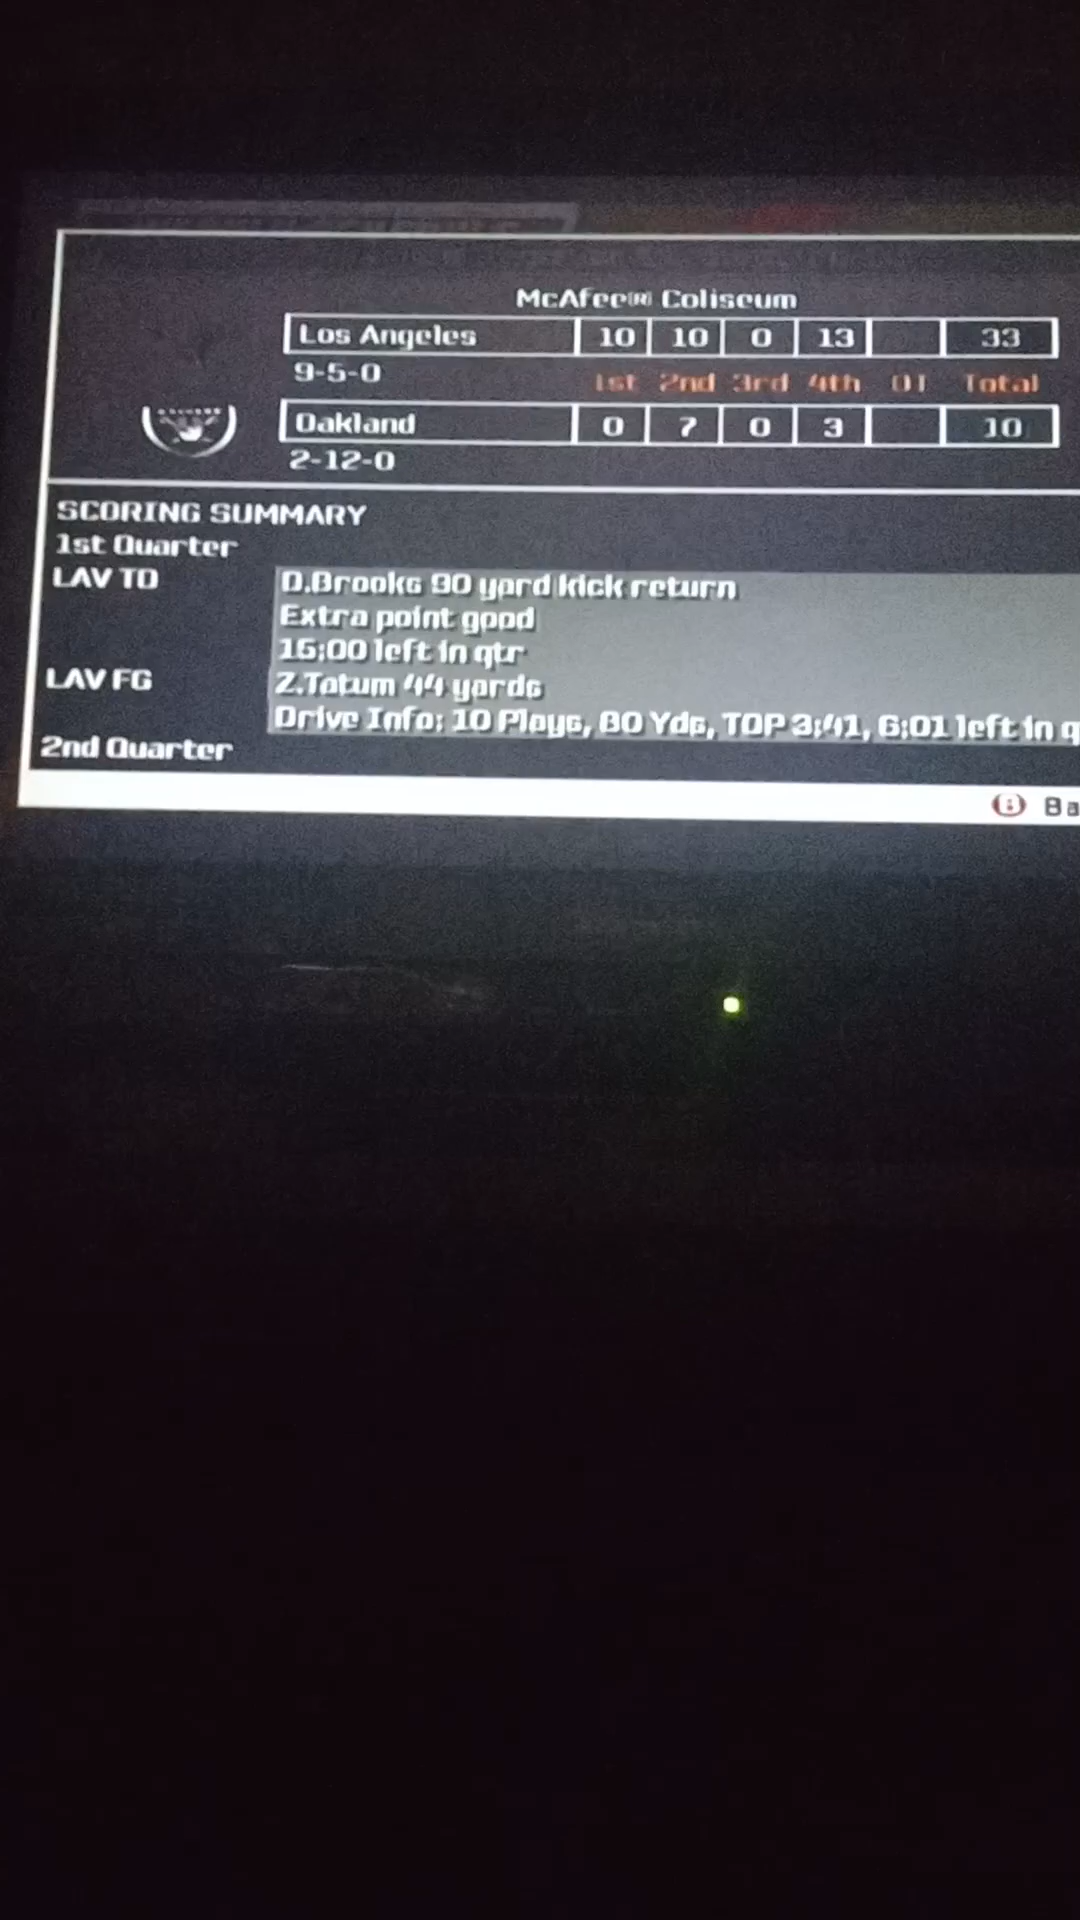 McAfee(R) Coliseum
Los Angeles 10 10 0 13 33
9-5-0 1st 2nd 3rd 4th OT Total
Oakland 0 7 0 3 10
2-12-0
SCORING SUMMARY
1st Quarter
LAV TD D.Brooks 90 yard kick return
Extra point good
15:00 left in qtr
LAV FG Z.Tatum 44 yards
Drive Info: 10 Plays, 80 Yds, TOP 3:41, 6:01 left in q
2nd Quarter
B Ba